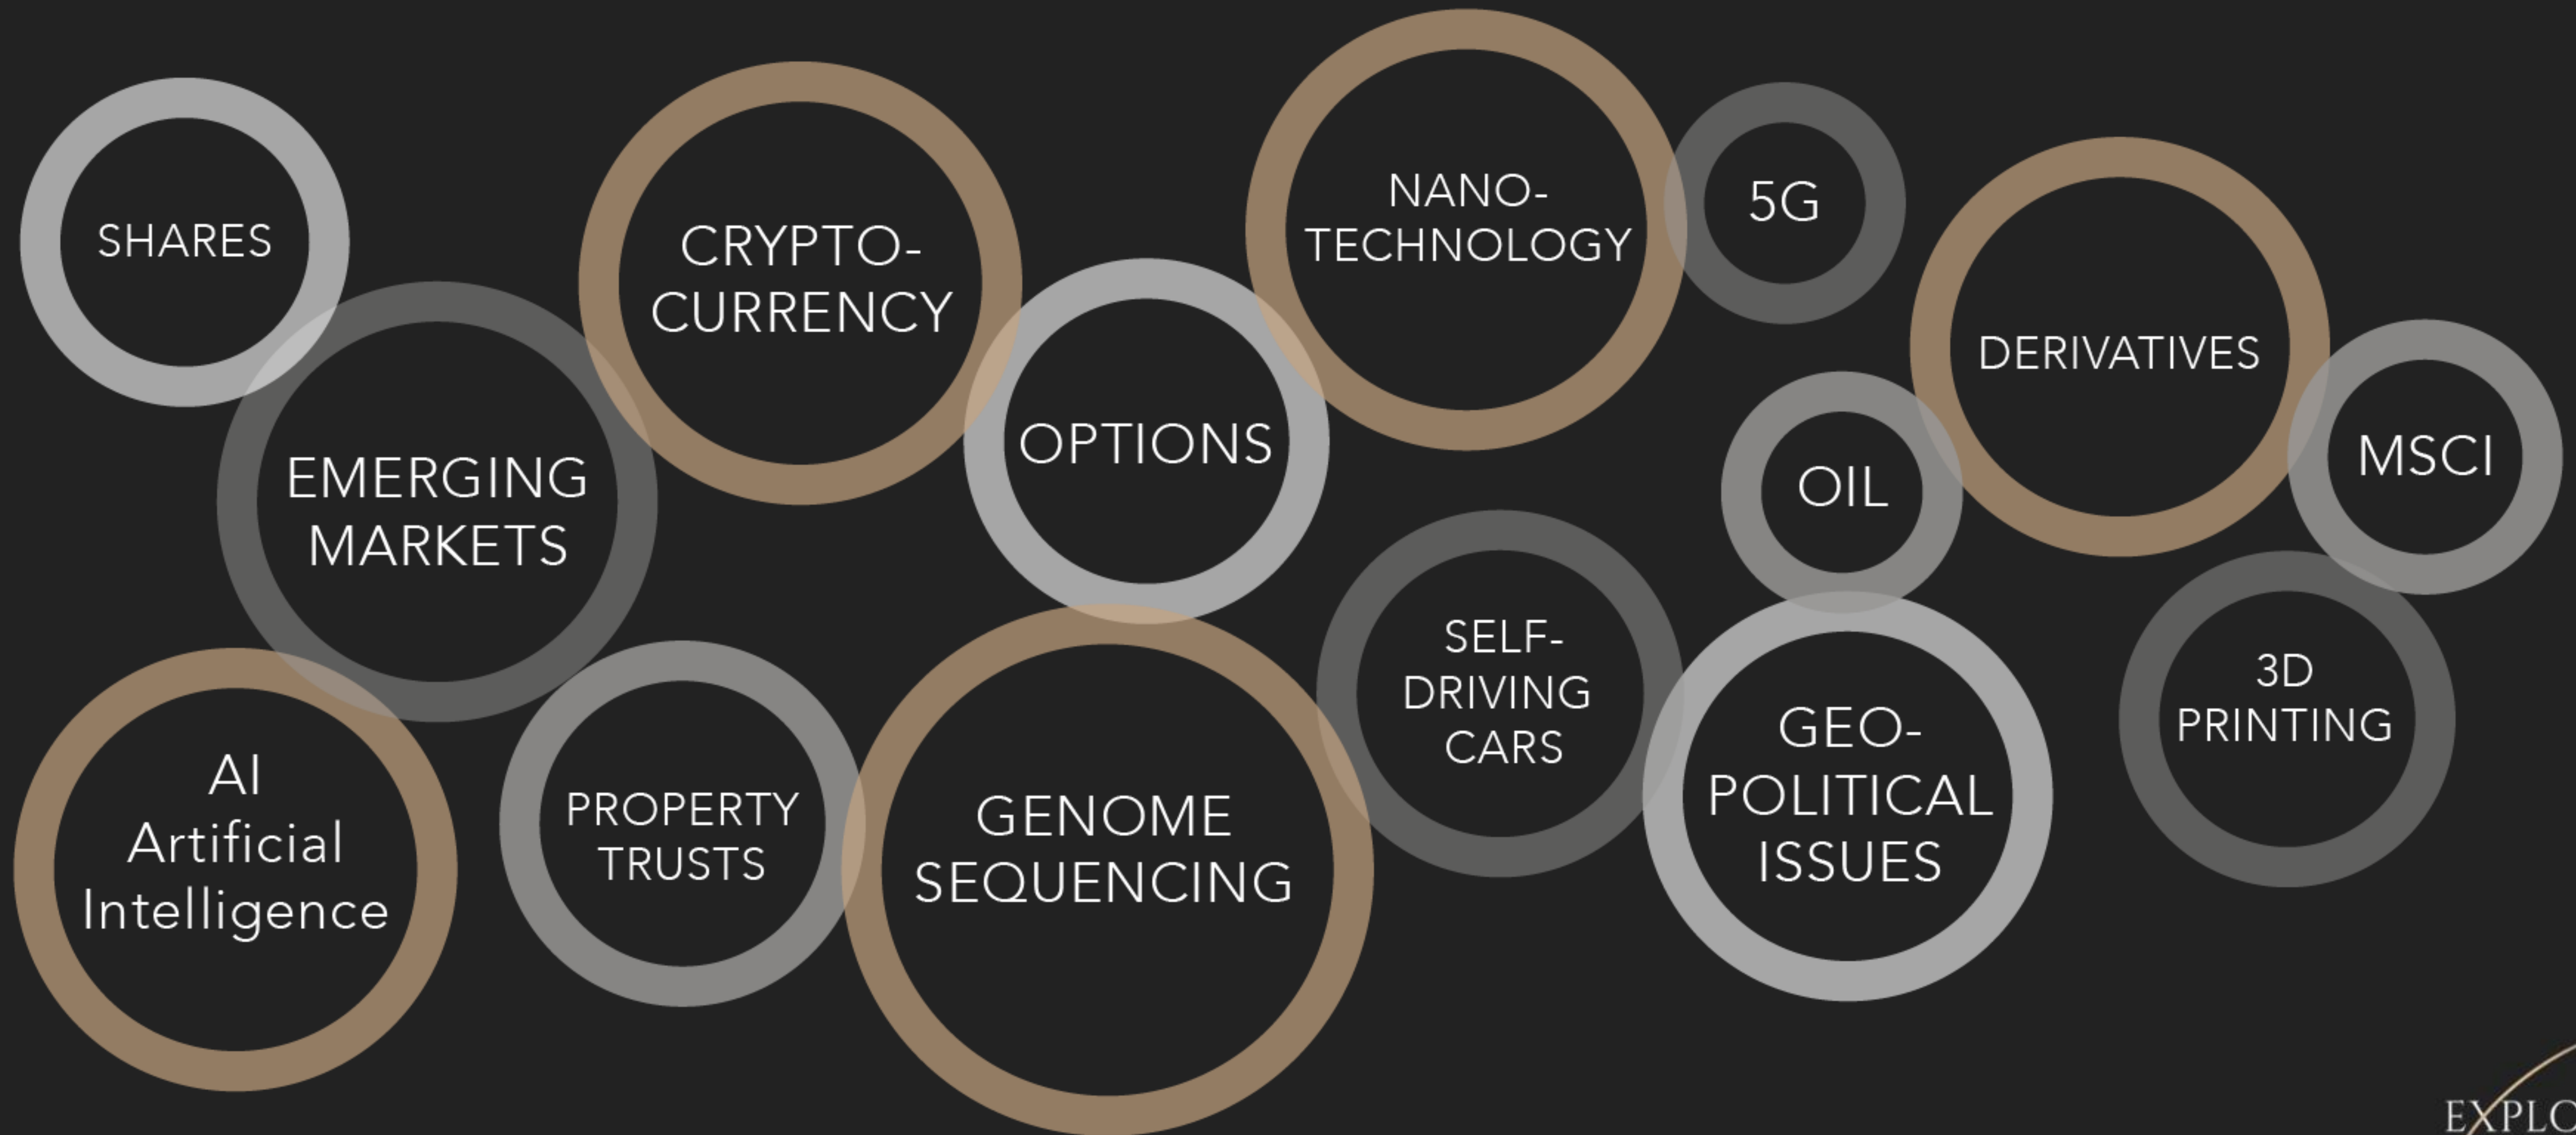 SHARES
EMERGING
MARKETS
CRYPTO-
CURRENCY
OPTIONS
NANO-
TECHNOLOGY
5G
DERIVATIVES
MSCI
OIL
AI
Artificial
Intelligence
PROPERTY
TRUSTS
GENOME
SEQUENCING
SELF-
DRIVING
CARS
GEO-
POLITICAL
ISSUES
3D
PRINTING